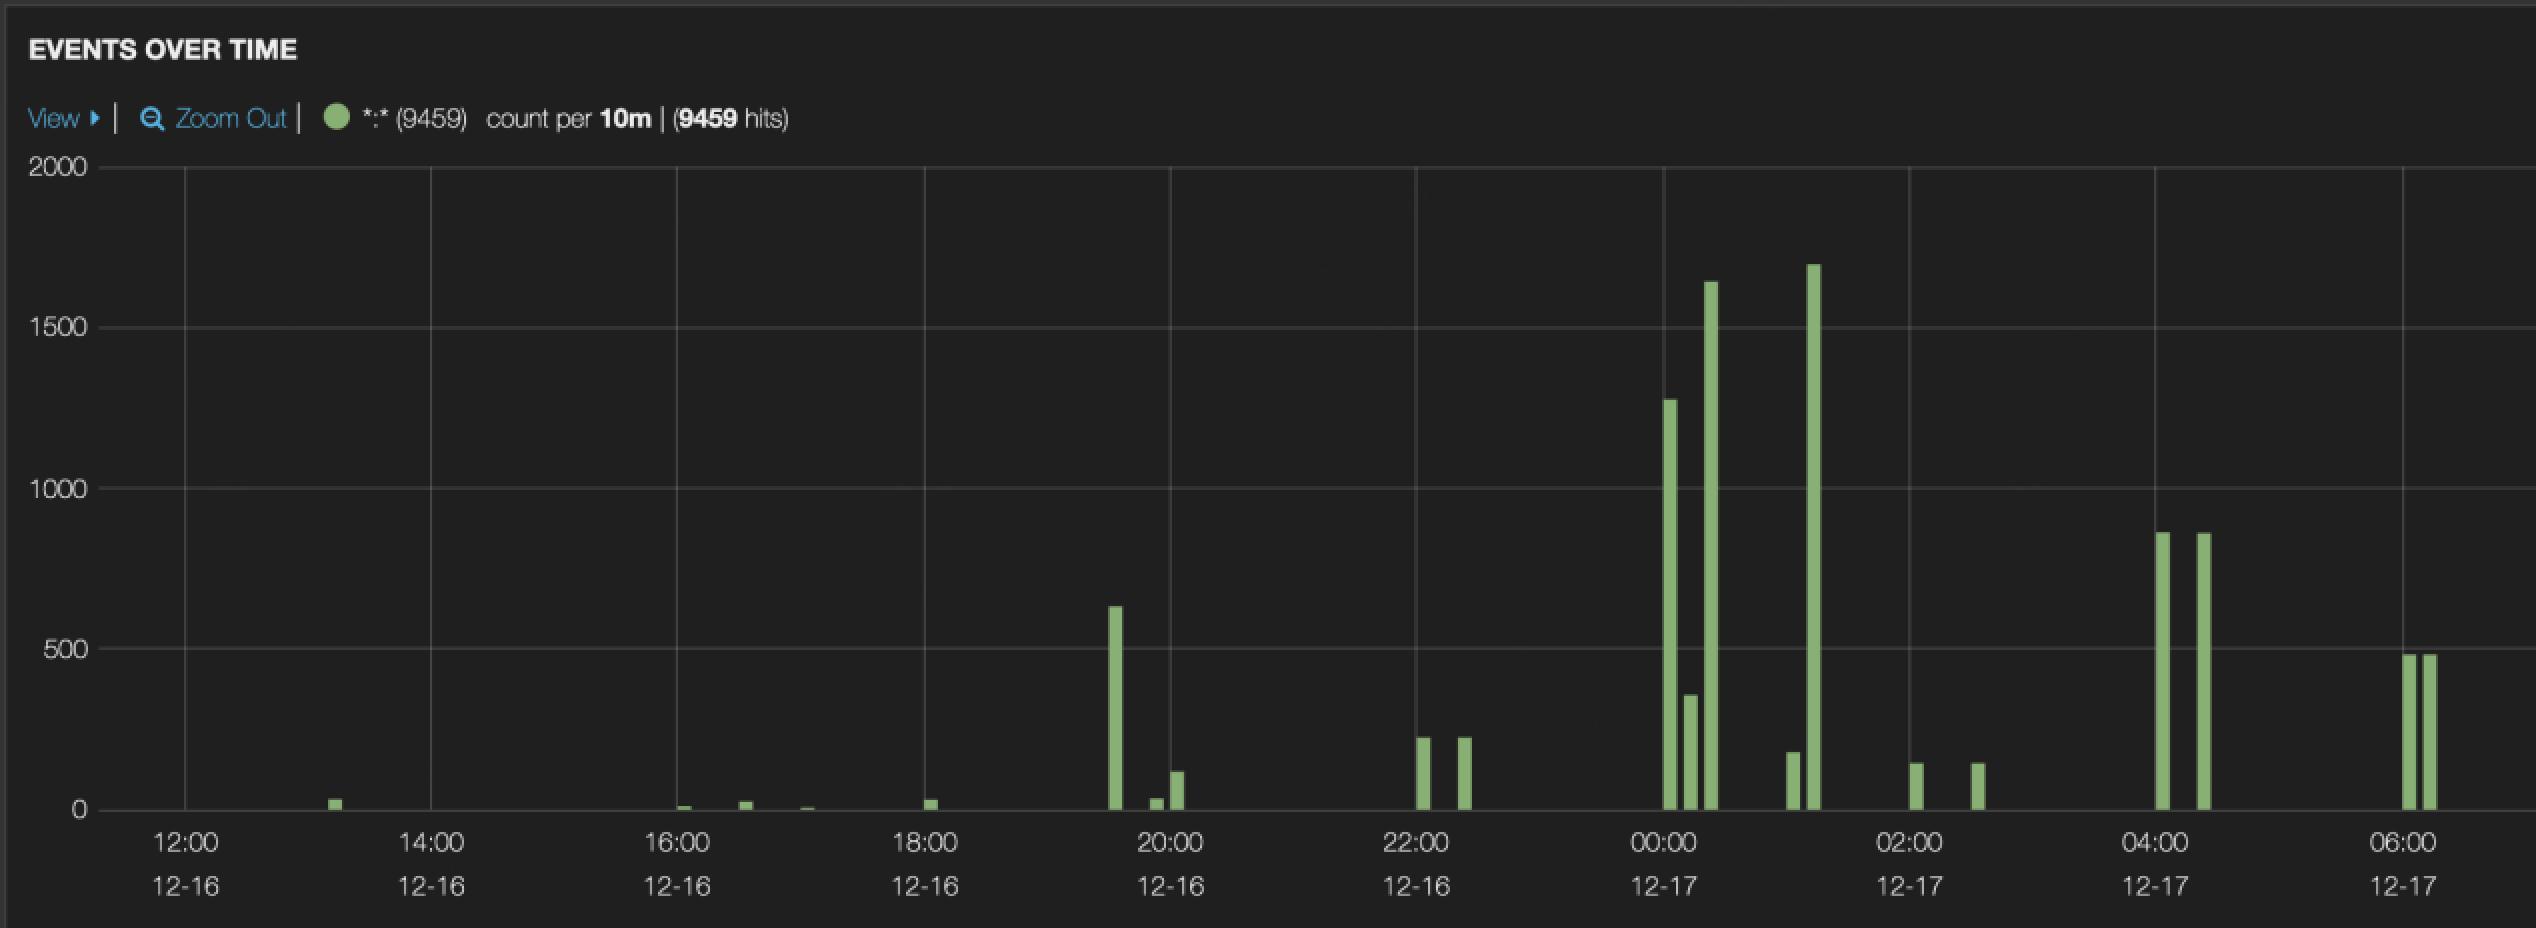 EVENTS OVER TIME
View | Zoom Out | *:* (9459) count per 10m | (9459 hits)
2000
1500
1000
500
0
12:00 14:00 16:00 18:00 20:00 22:00 00:00 02:00 04:00 06:00
12-16 12-16 12-16 12-16 12-16 12-16 12-17 12-17 12-17 12-17